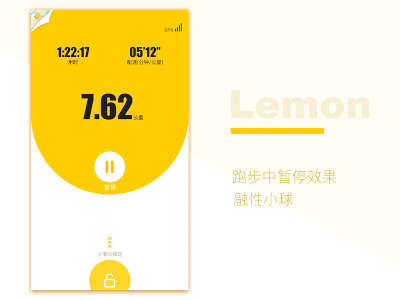 GPS
1:22:17 05'12"
用时 配速(分钟/公里)
7.62 公里
暂停
上滑以锁定
Lemon
跑步中暂停效果
融性小球